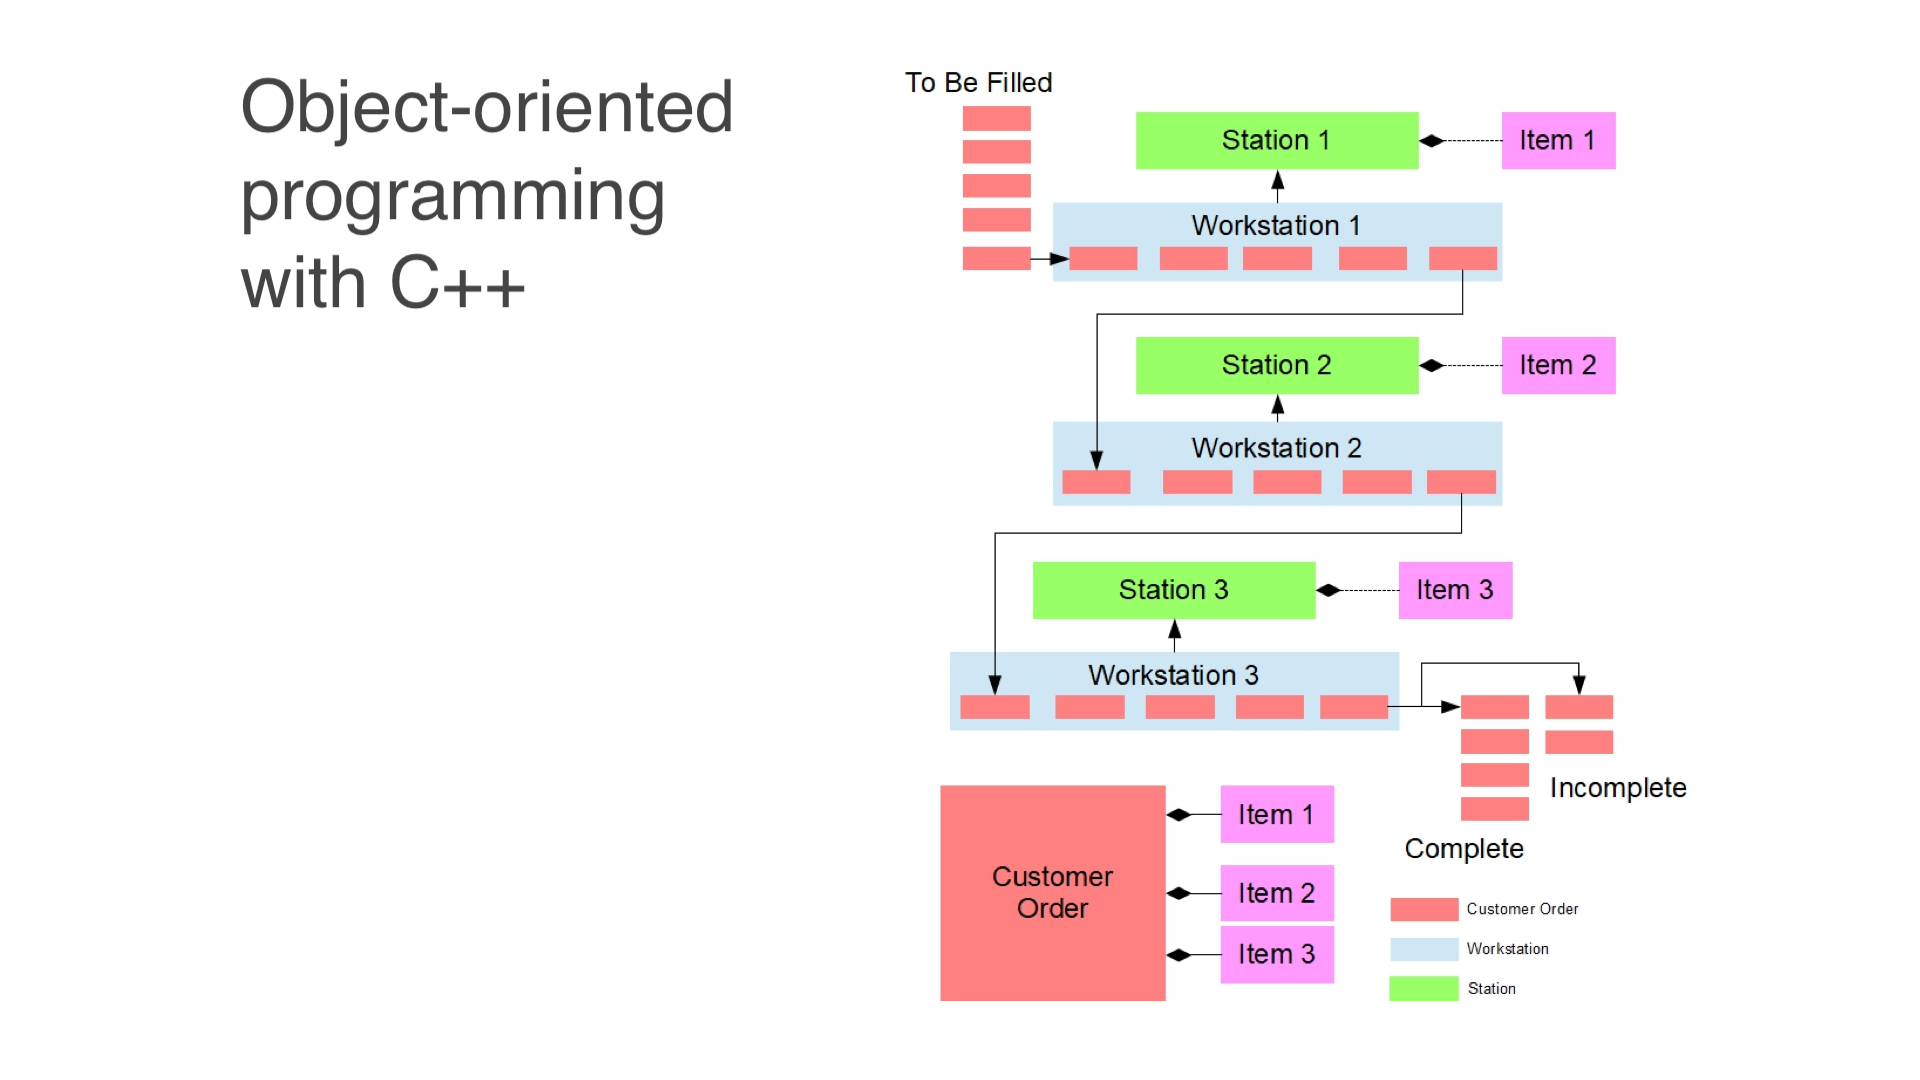 Object-oriented
programming
with C++
To Be Filled
Station 1
Item 1
Workstation 1
Station 2
Item 2
Workstation 2
Station 3
Item 3
Workstation 3
Incomplete
Complete
Customer
Order
Item 1
Item 2
Item 3
Customer Order
Workstation
Station